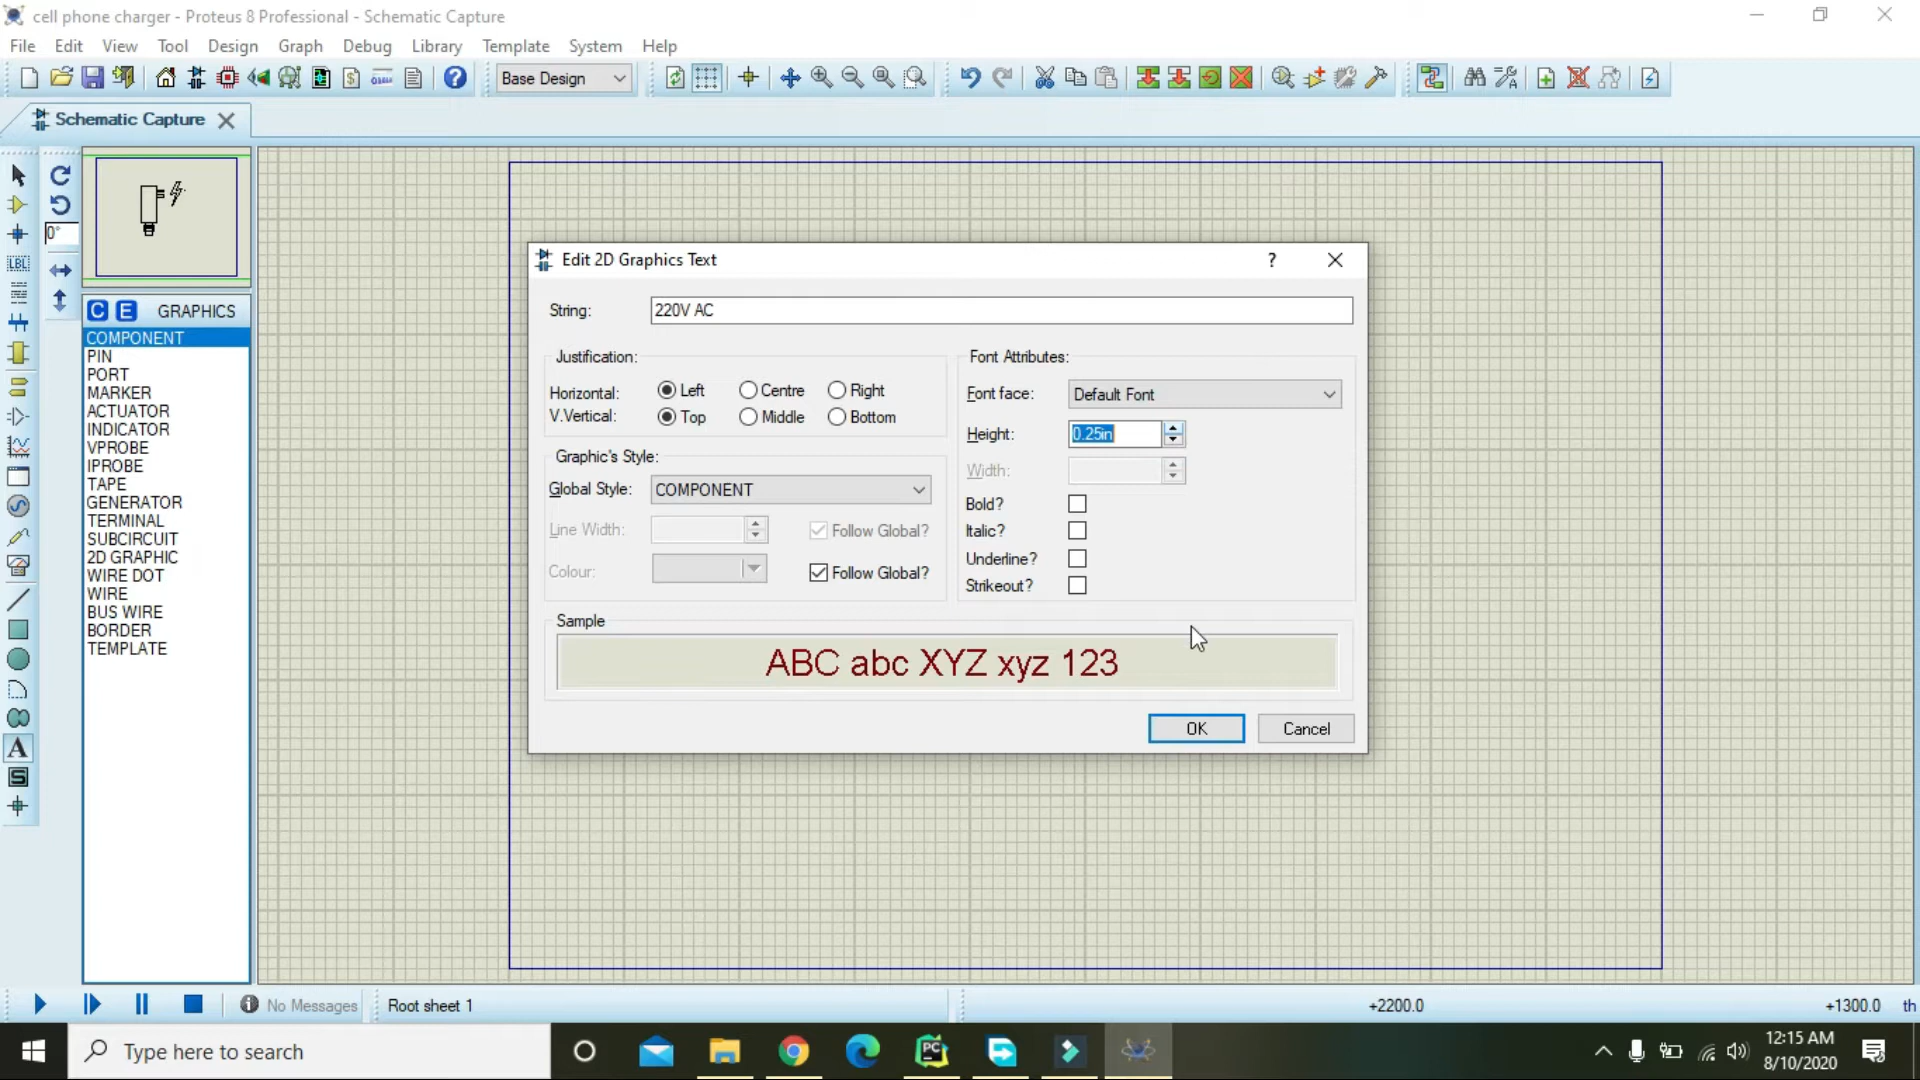 cell phone charger - Proteus 8 Professional - Schematic Capture
File Edit View Tool Design Graph Debug Library Template System Help
Base Design
Schematic Capture
0°
LBL
C E GRAPHICS
COMPONENT
PIN
PORT
MARKER
ACTUATOR
INDICATOR
VPROBE
IPROBE
TAPE
GENERATOR
TERMINAL
SUBCIRCUIT
2D GRAPHIC
WIRE DOT
WIRE
BUS WIRE
BORDER
TEMPLATE
A
S
Edit 2D Graphics Text ?
String: 220V AC
Justification:
Horizontal: Left Centre Right
V.Vertical: Top Middle Bottom
Graphic's Style:
Global Style: COMPONENT
Line Width: Follow Global?
Colour: Follow Global?
Font Attributes:
Font face: Default Font
Height: 0.25in
Width:
Bold?
Italic?
Underline?
Strikeout?
Sample
ABC abc XYZ xyz 123
OK Cancel
No Messages Root sheet 1 +2200.0 +1300.0 th
Type here to search
PC
12:15 AM
8/10/2020